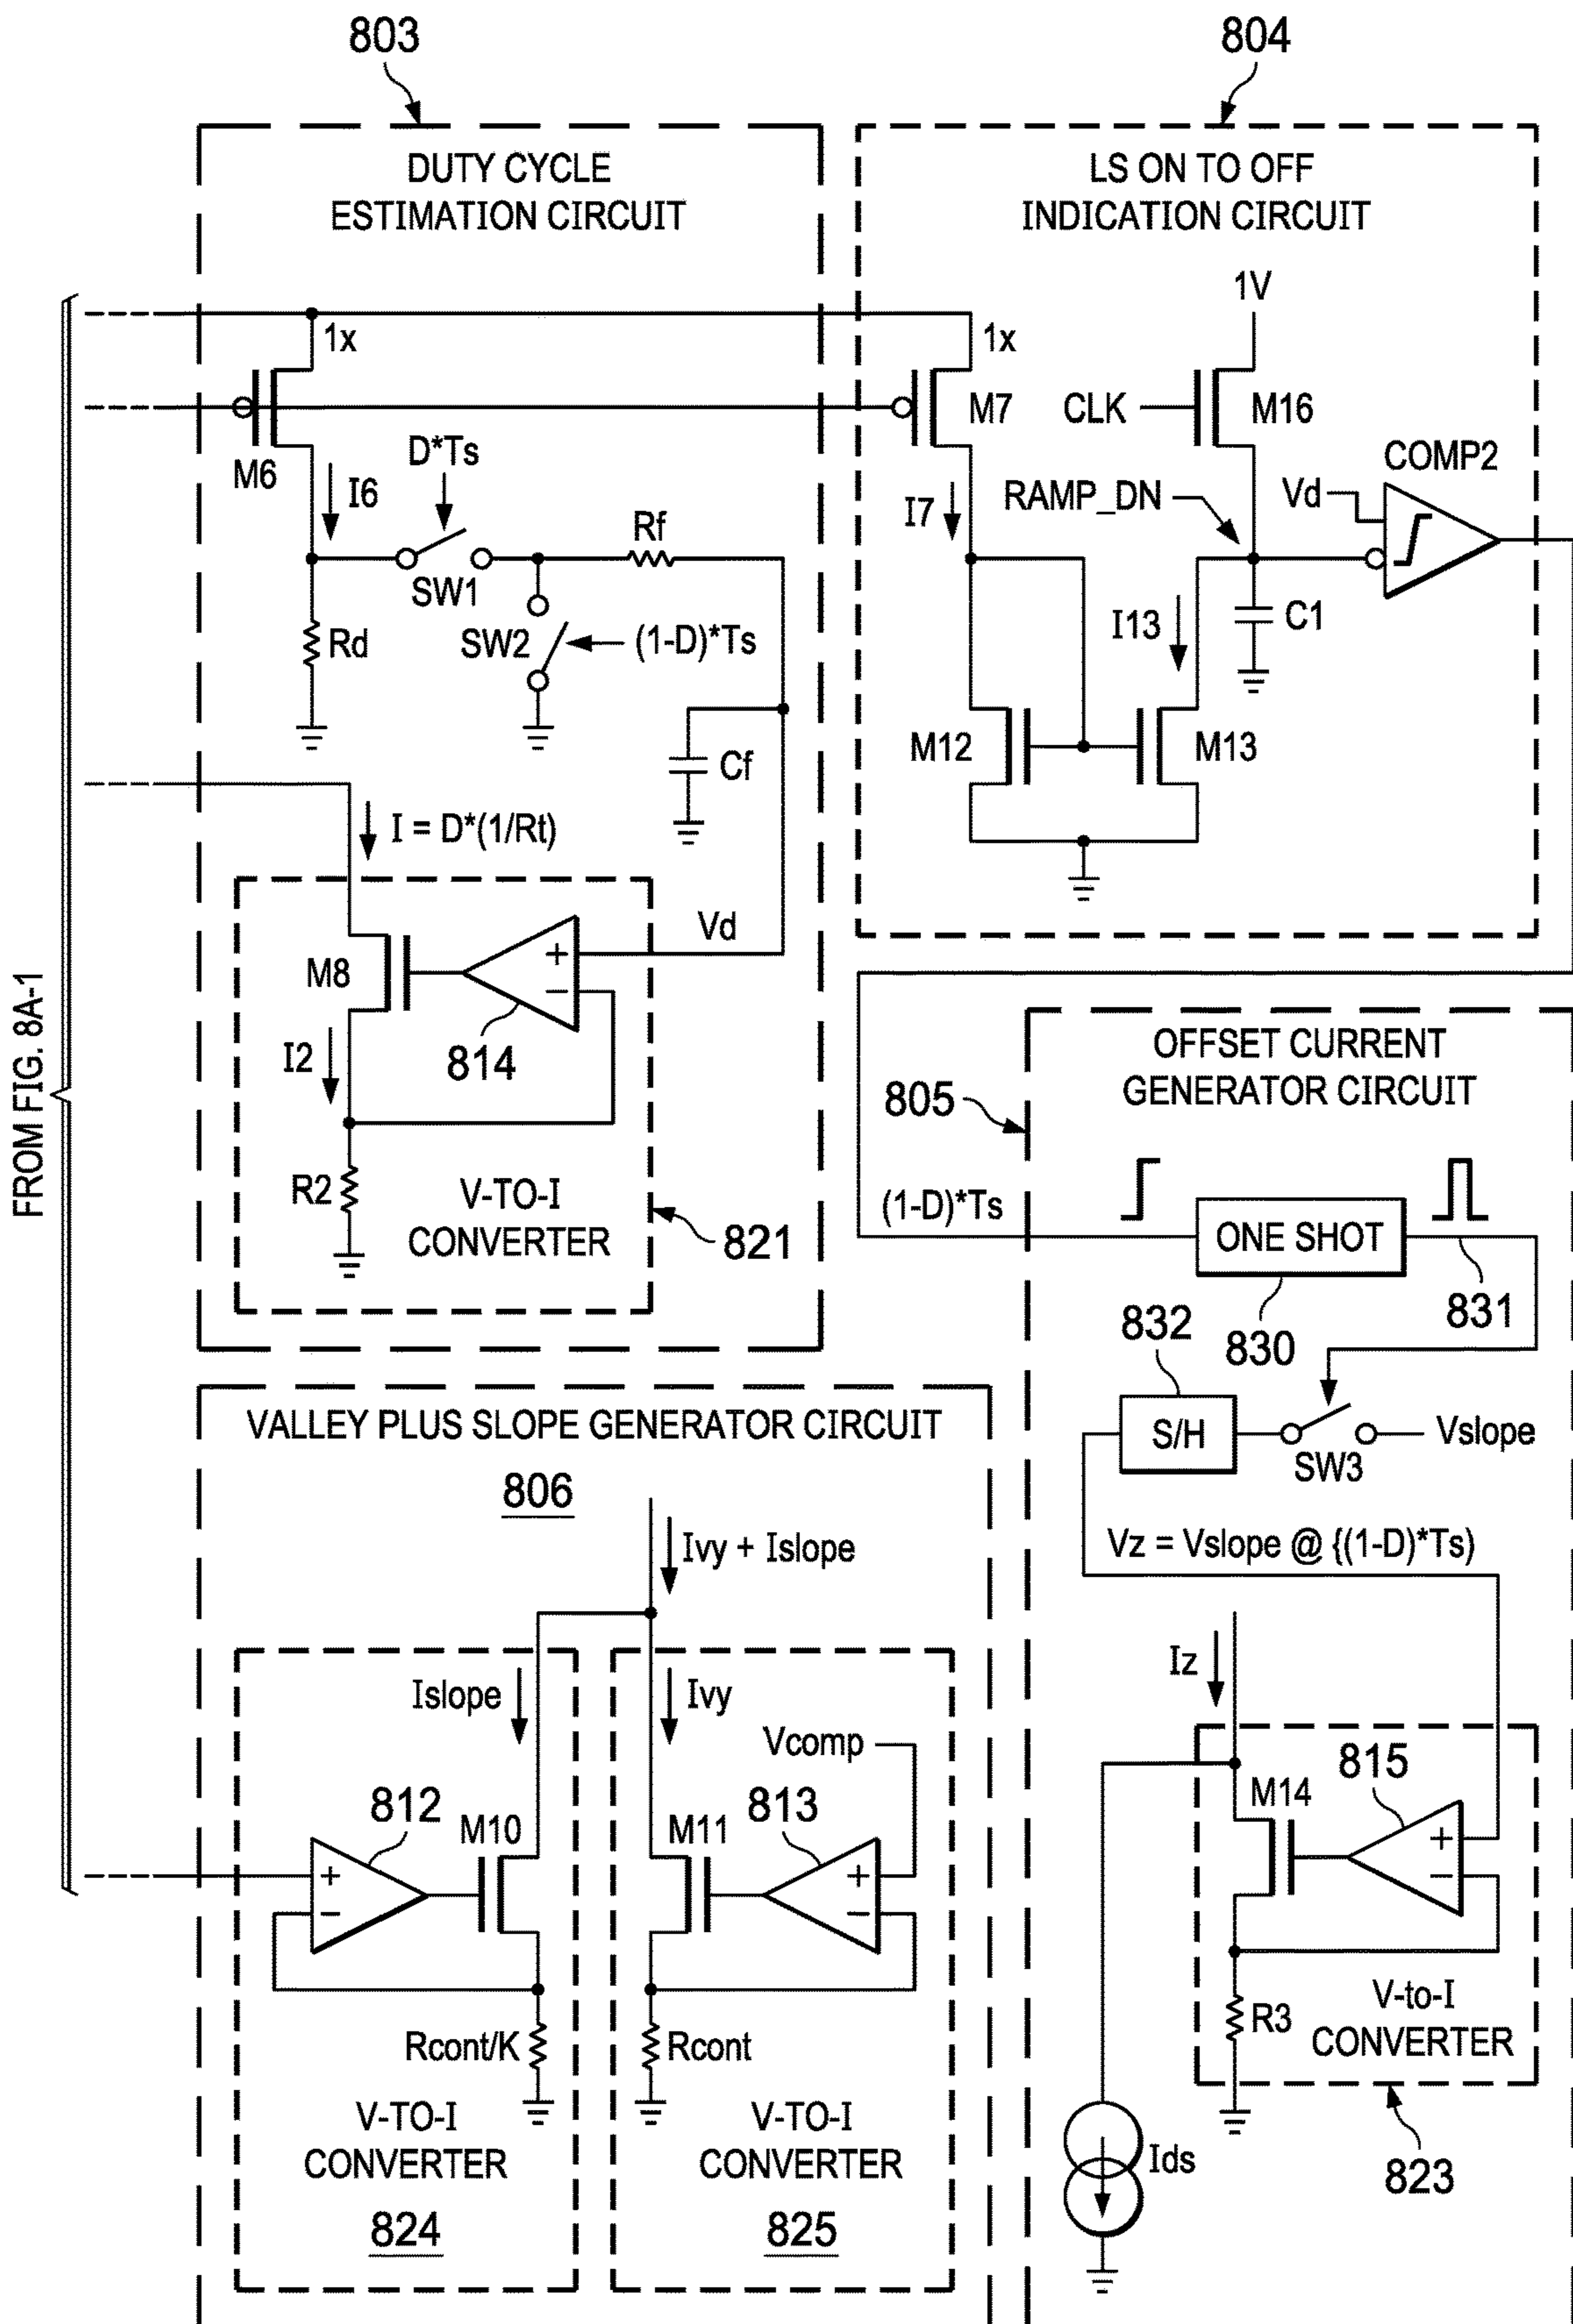 803
804
DUTY CYCLE
ESTIMATION CIRCUIT
LS ON TO OFF
INDICATION CIRCUIT
1V
1x
1x
M6
M7
CLK
M16
D*Ts
I6
SW1
Rf
I7
RAMP_DN
Vd
COMP2
Rd
SW2
(1-D)*Ts
I13
C1
Cf
M12
M13
I = D*(1/Rt)
Vd
M8
+
−
814
I2
R2
V-TO-I
CONVERTER
821
FROM FIG. 8A-1
OFFSET CURRENT
GENERATOR CIRCUIT
805
(1-D)*Ts
ONE SHOT
830
831
832
S/H
SW3
Vslope
Vz = Vslope @ {(1-D)*Ts)
VALLEY PLUS SLOPE GENERATOR CIRCUIT
806
Ivy + Islope
Islope
Ivy
Vcomp
812
M10
M11
813
+
−
+
−
Rcont/K
Rcont
V-TO-I
CONVERTER
824
V-TO-I
CONVERTER
825
Iz
M14
815
+
−
R3
V-to-I
CONVERTER
Ids
823